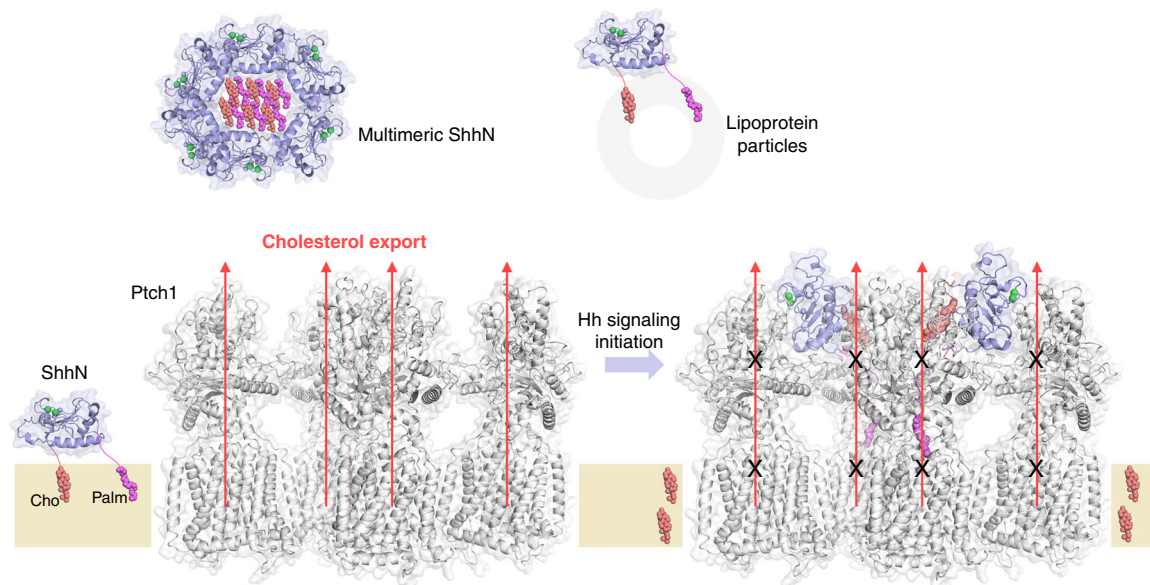 Multimeric ShhN
Lipoprotein
particles
Cholesterol export
Ptch1
Hh signaling
initiation
ShhN
Cho
Palm
X
X
X
X
X
X
X
X